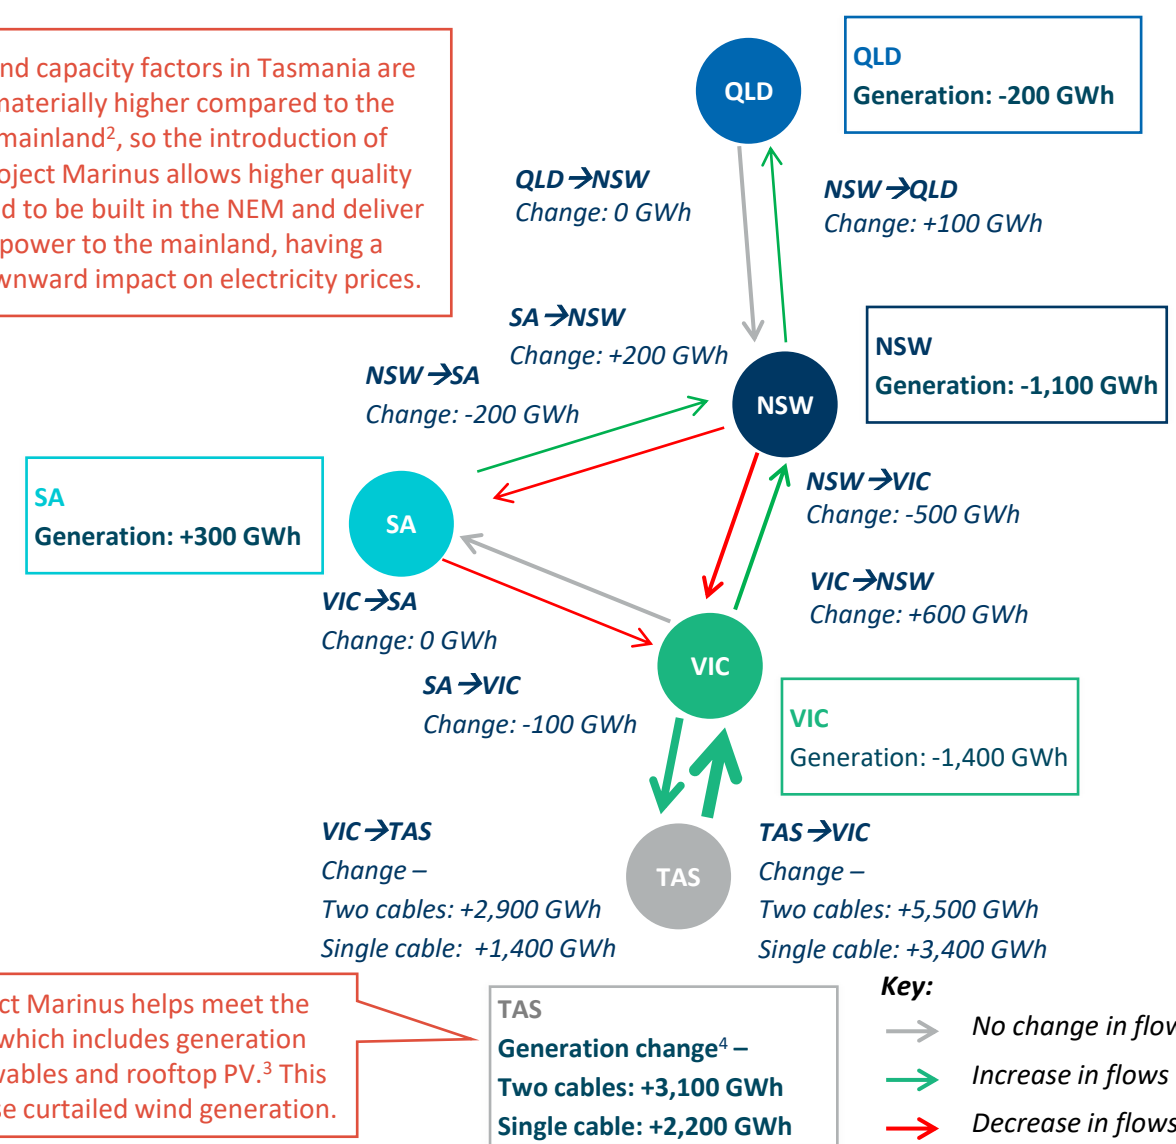 nd capacity factors in Tasmania are
materially higher compared to the
mainland², so the introduction of
oject Marinus allows higher quality
d to be built in the NEM and deliver
power to the mainland, having a
wnward impact on electricity prices.
QLD
QLD
Generation: -200 GWh
QLD→NSW
Change: 0 GWh
NSW→QLD
Change: +100 GWh
SA→NSW
Change: +200 GWh
NSW→SA
Change: -200 GWh
NSW
NSW
Generation: -1,100 GWh
SA
Generation: +300 GWh
SA
NSW→VIC
Change: -500 GWh
VIC→NSW
Change: +600 GWh
VIC→SA
Change: 0 GWh
SA→VIC
Change: -100 GWh
VIC
VIC
Generation: -1,400 GWh
VIC→TAS
Change –
Two cables: +2,900 GWh
Single cable: +1,400 GWh
TAS
TAS→VIC
Change –
Two cables: +5,500 GWh
Single cable: +3,400 GWh
ct Marinus helps meet the
which includes generation
vables and rooftop PV.³ This
se curtailed wind generation.
TAS
Generation change⁴ –
Two cables: +3,100 GWh
Single cable: +2,200 GWh
Key:
No change in flow
Increase in flows
Decrease in flows